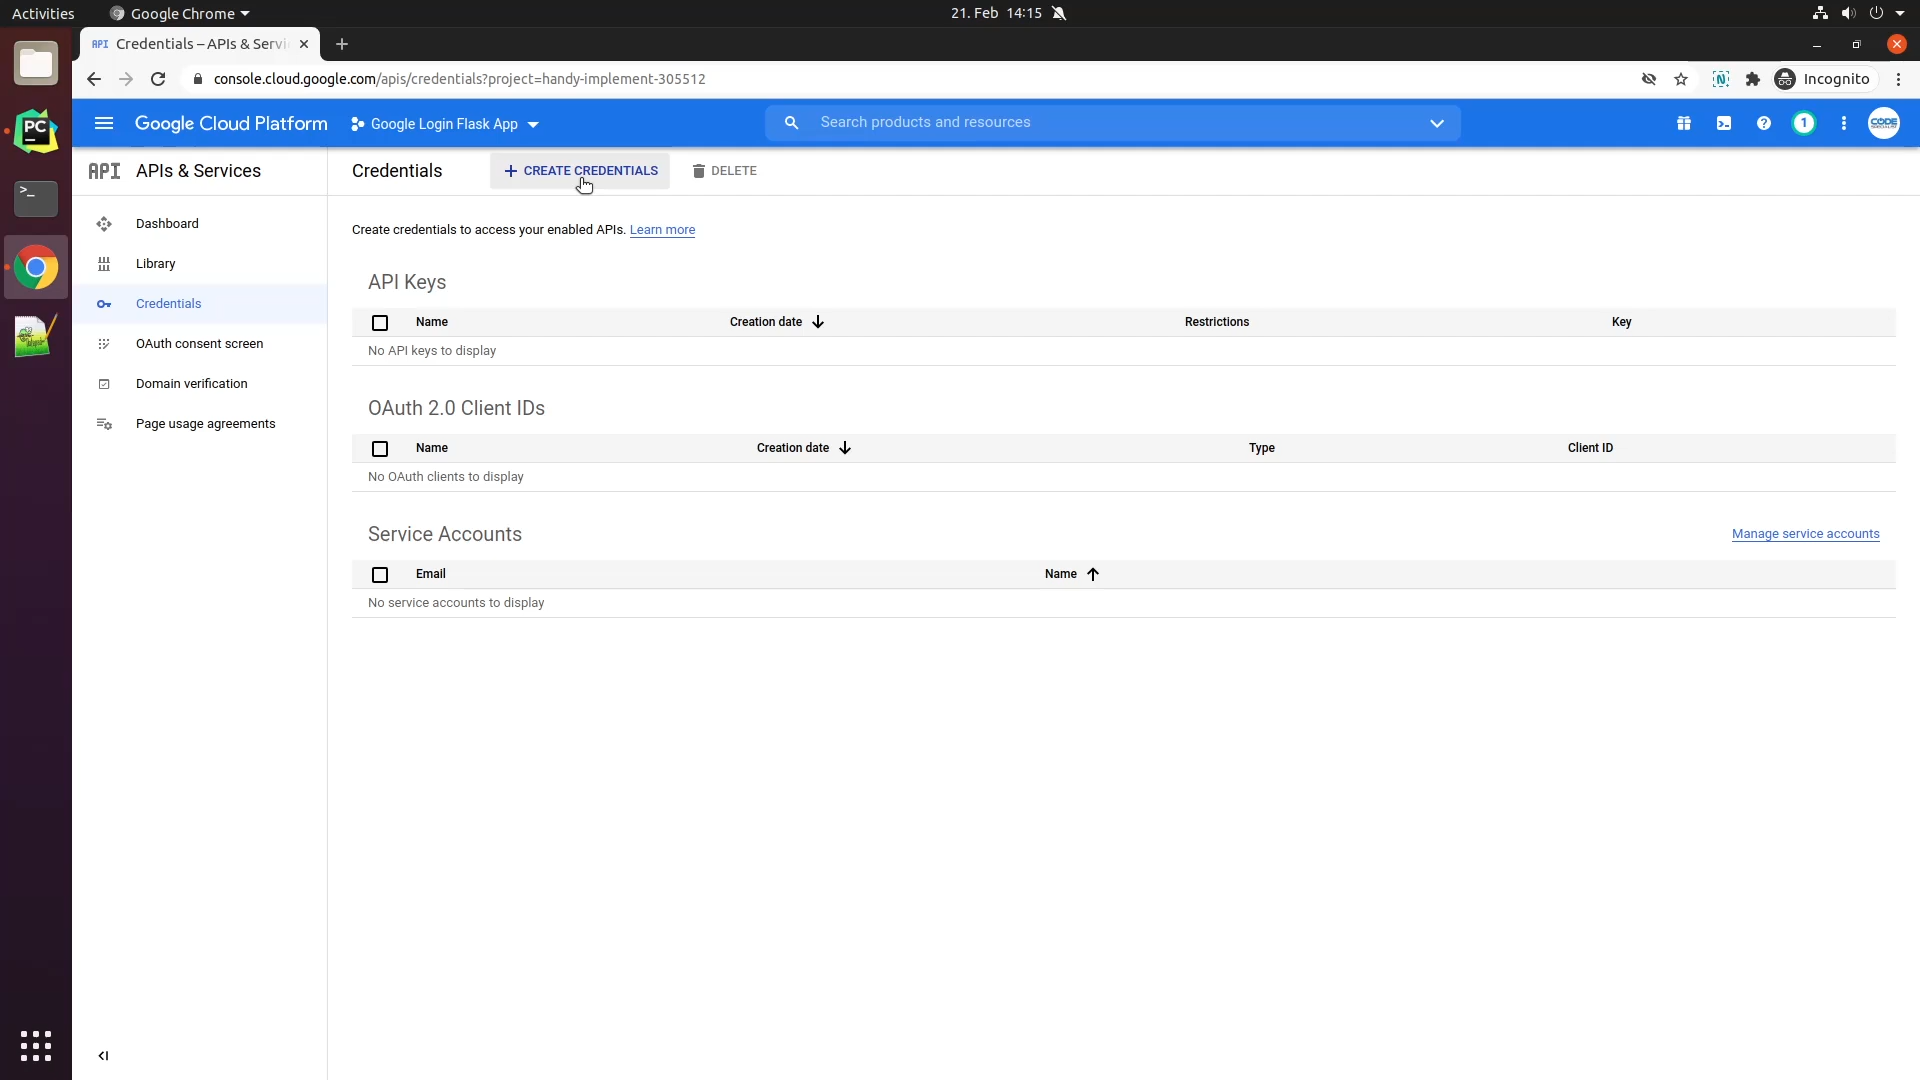 Activities
Google Chrome
21. Feb 14:15
API Credentials – APIs & Servi
console.cloud.google.com/apis/credentials?project=handy-implement-305512
Incognito
Google Cloud Platform
Google Login Flask App
Search products and resources
1
CODE
API APIs & Services
Credentials
CREATE CREDENTIALS
DELETE
Dashboard
Library
Credentials
OAuth consent screen
Domain verification
Page usage agreements
Create credentials to access your enabled APIs. Learn more
API Keys
Name Creation date Restrictions Key
No API keys to display
OAuth 2.0 Client IDs
Name Creation date Type Client ID
No OAuth clients to display
Service Accounts
Manage service accounts
Email Name
No service accounts to display
PC
>_
N